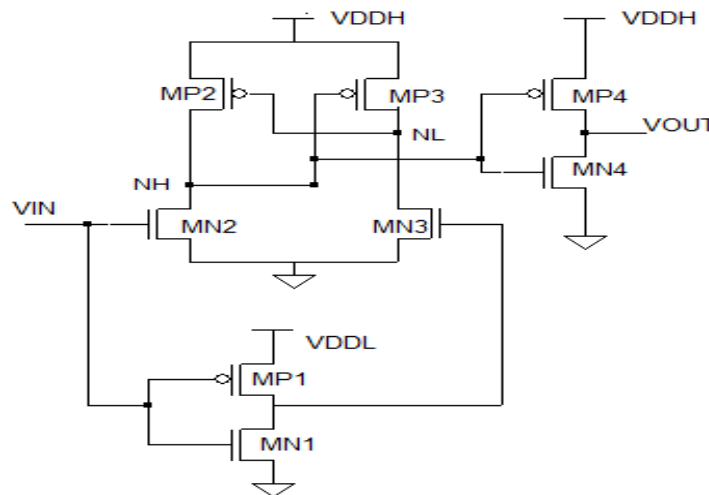 VDDH
VDDH
MP2
MP3
MP4
NL
VOUT
NH
MN4
VIN
MN2
MN3
VDDL
MP1
MN1